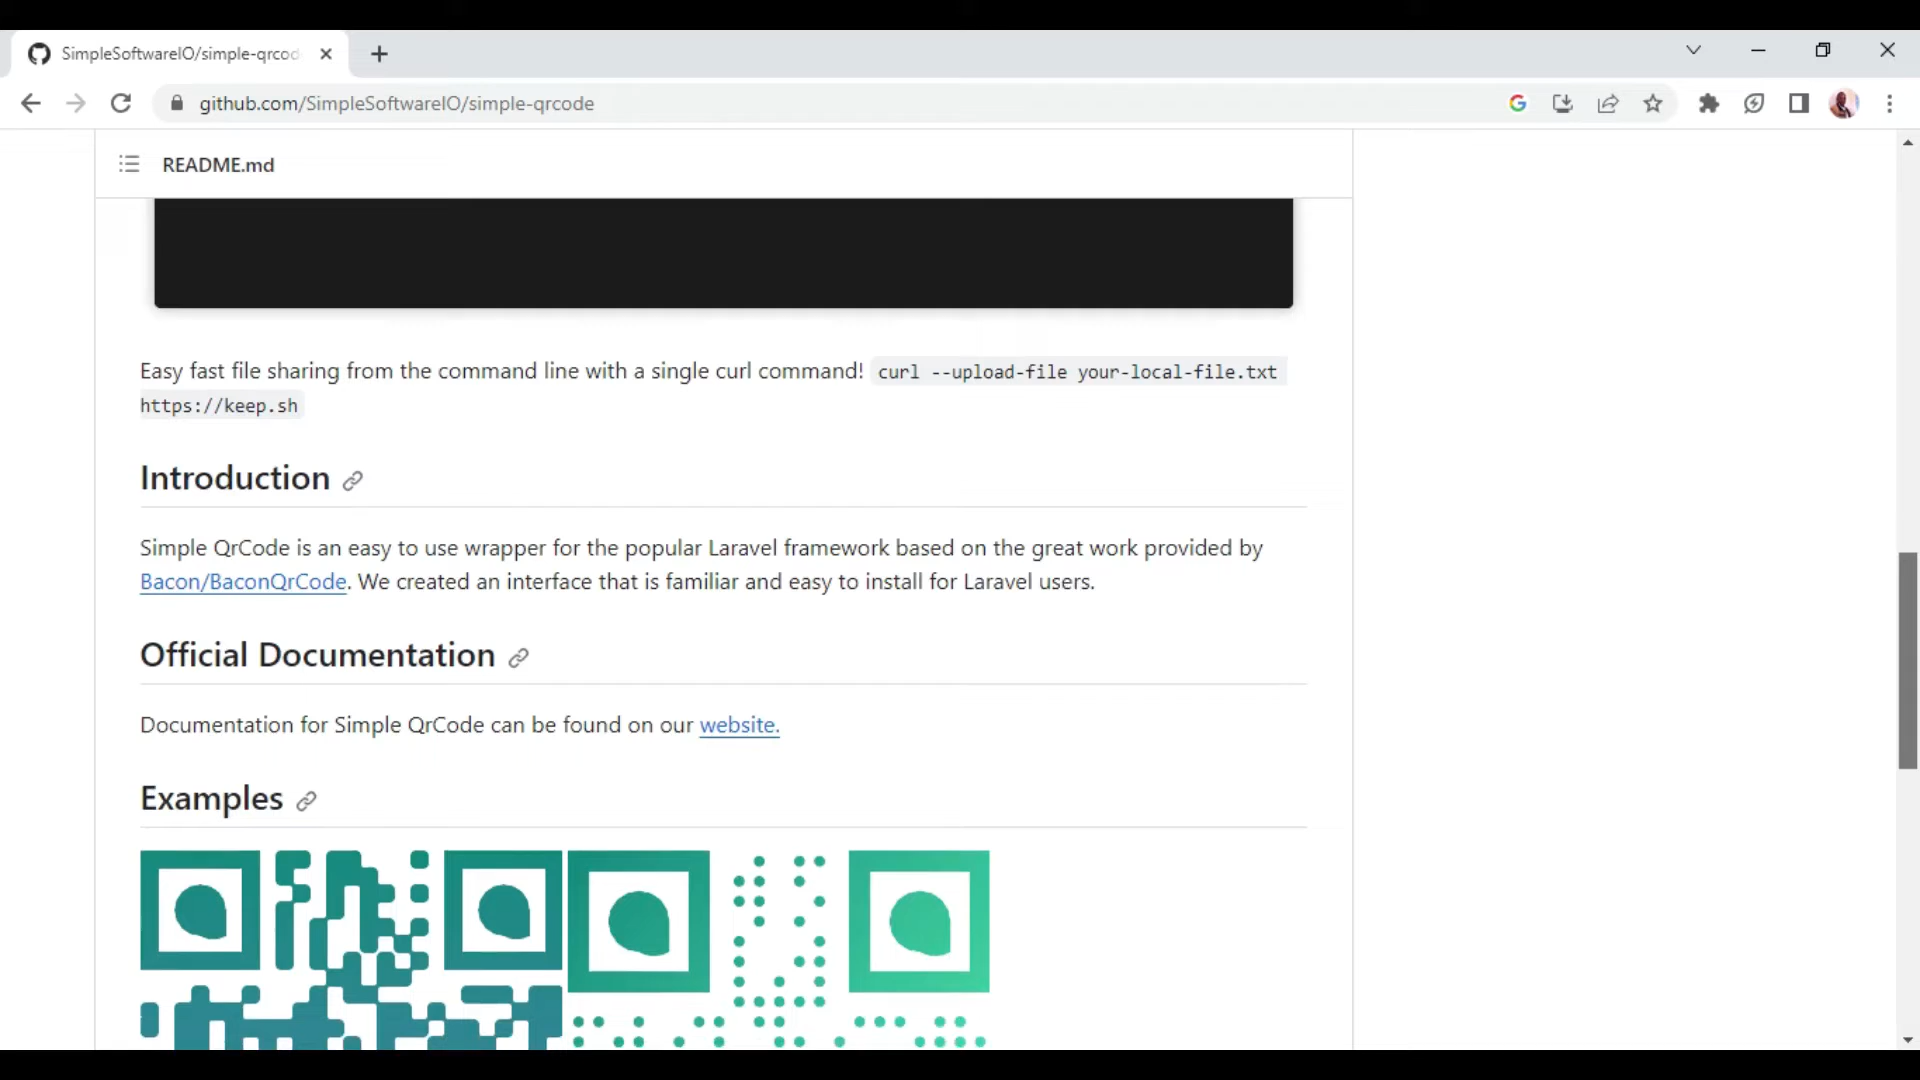 SimpleSoftwareIO/simple-qrcod
github.com/SimpleSoftwareIO/simple-qrcode
README.md
Easy fast file sharing from the command line with a single curl command! curl --upload-file your-local-file.txt
https://keep.sh
Introduction
Simple QrCode is an easy to use wrapper for the popular Laravel framework based on the great work provided by
Bacon/BaconQrCode. We created an interface that is familiar and easy to install for Laravel users.
Official Documentation
Documentation for Simple QrCode can be found on our website.
Examples